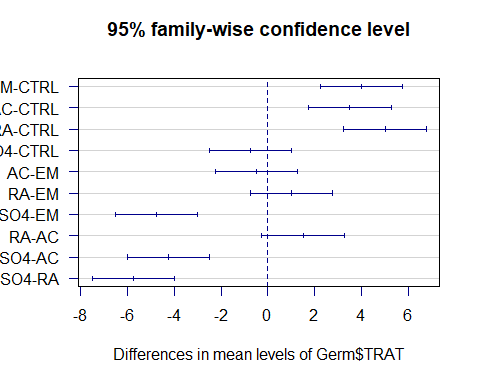 95% family-wise confidence level
M-CTRL
AC-CTRL
RA-CTRL
O4-CTRL
AC-EM
RA-EM
SO4-EM
RA-AC
SO4-AC
SO4-RA
-8 -6 -4 -2 0 2 4 6
Differences in mean levels of Germ$TRAT